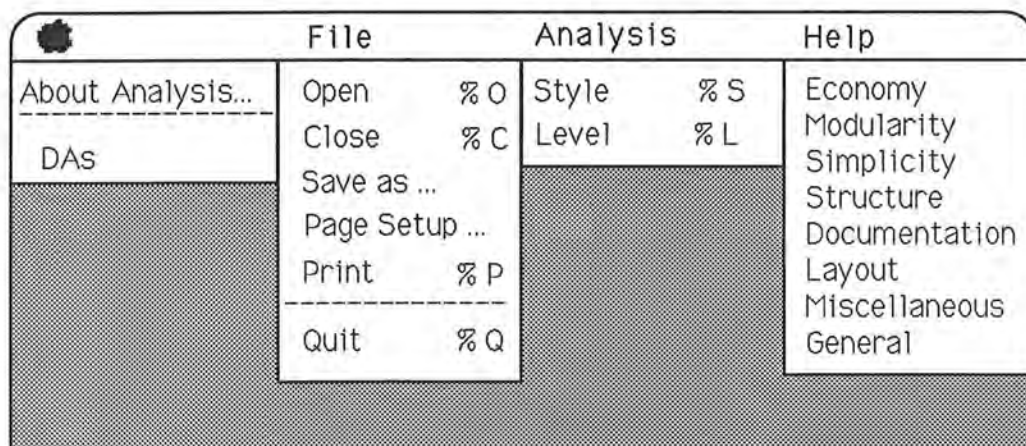 File Analysis Help
About Analysis...
DAs
Open % O
Close % C
Save as ...
Page Setup ...
Print % P
Quit % Q
Style % S
Level % L
Economy
Modularity
Simplicity
Structure
Documentation
Layout
Miscellaneous
General